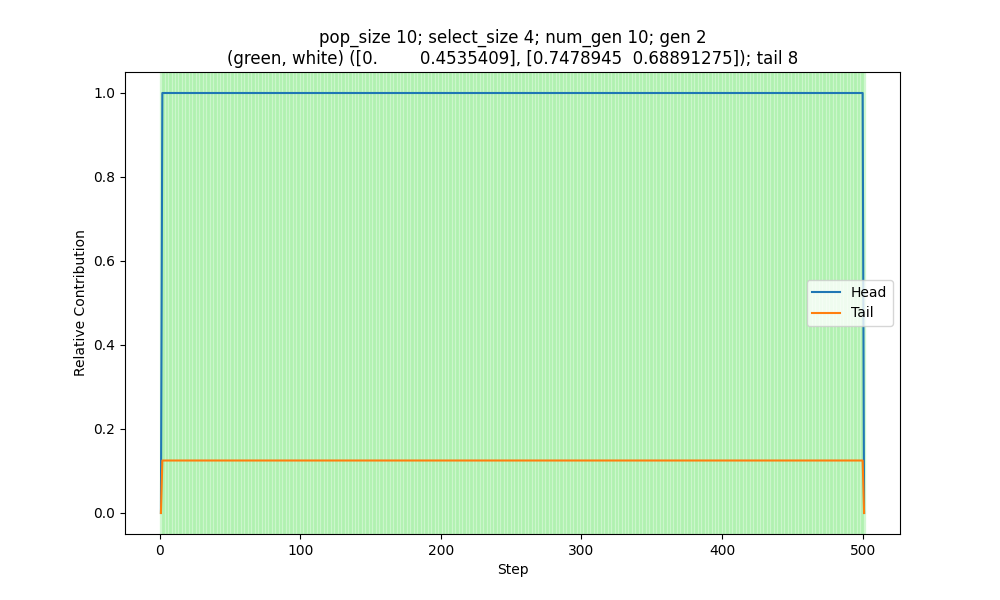 pop_size 10; select_size 4; num_gen 10; gen 2
(green, white) ([0.        0.4535409], [0.7478945  0.68891275]); tail 8
1.0
0.8
0.6
0.4
0.2
0.0
Relative Contribution
Head
Tail
0
100
200
300
400
500
Step